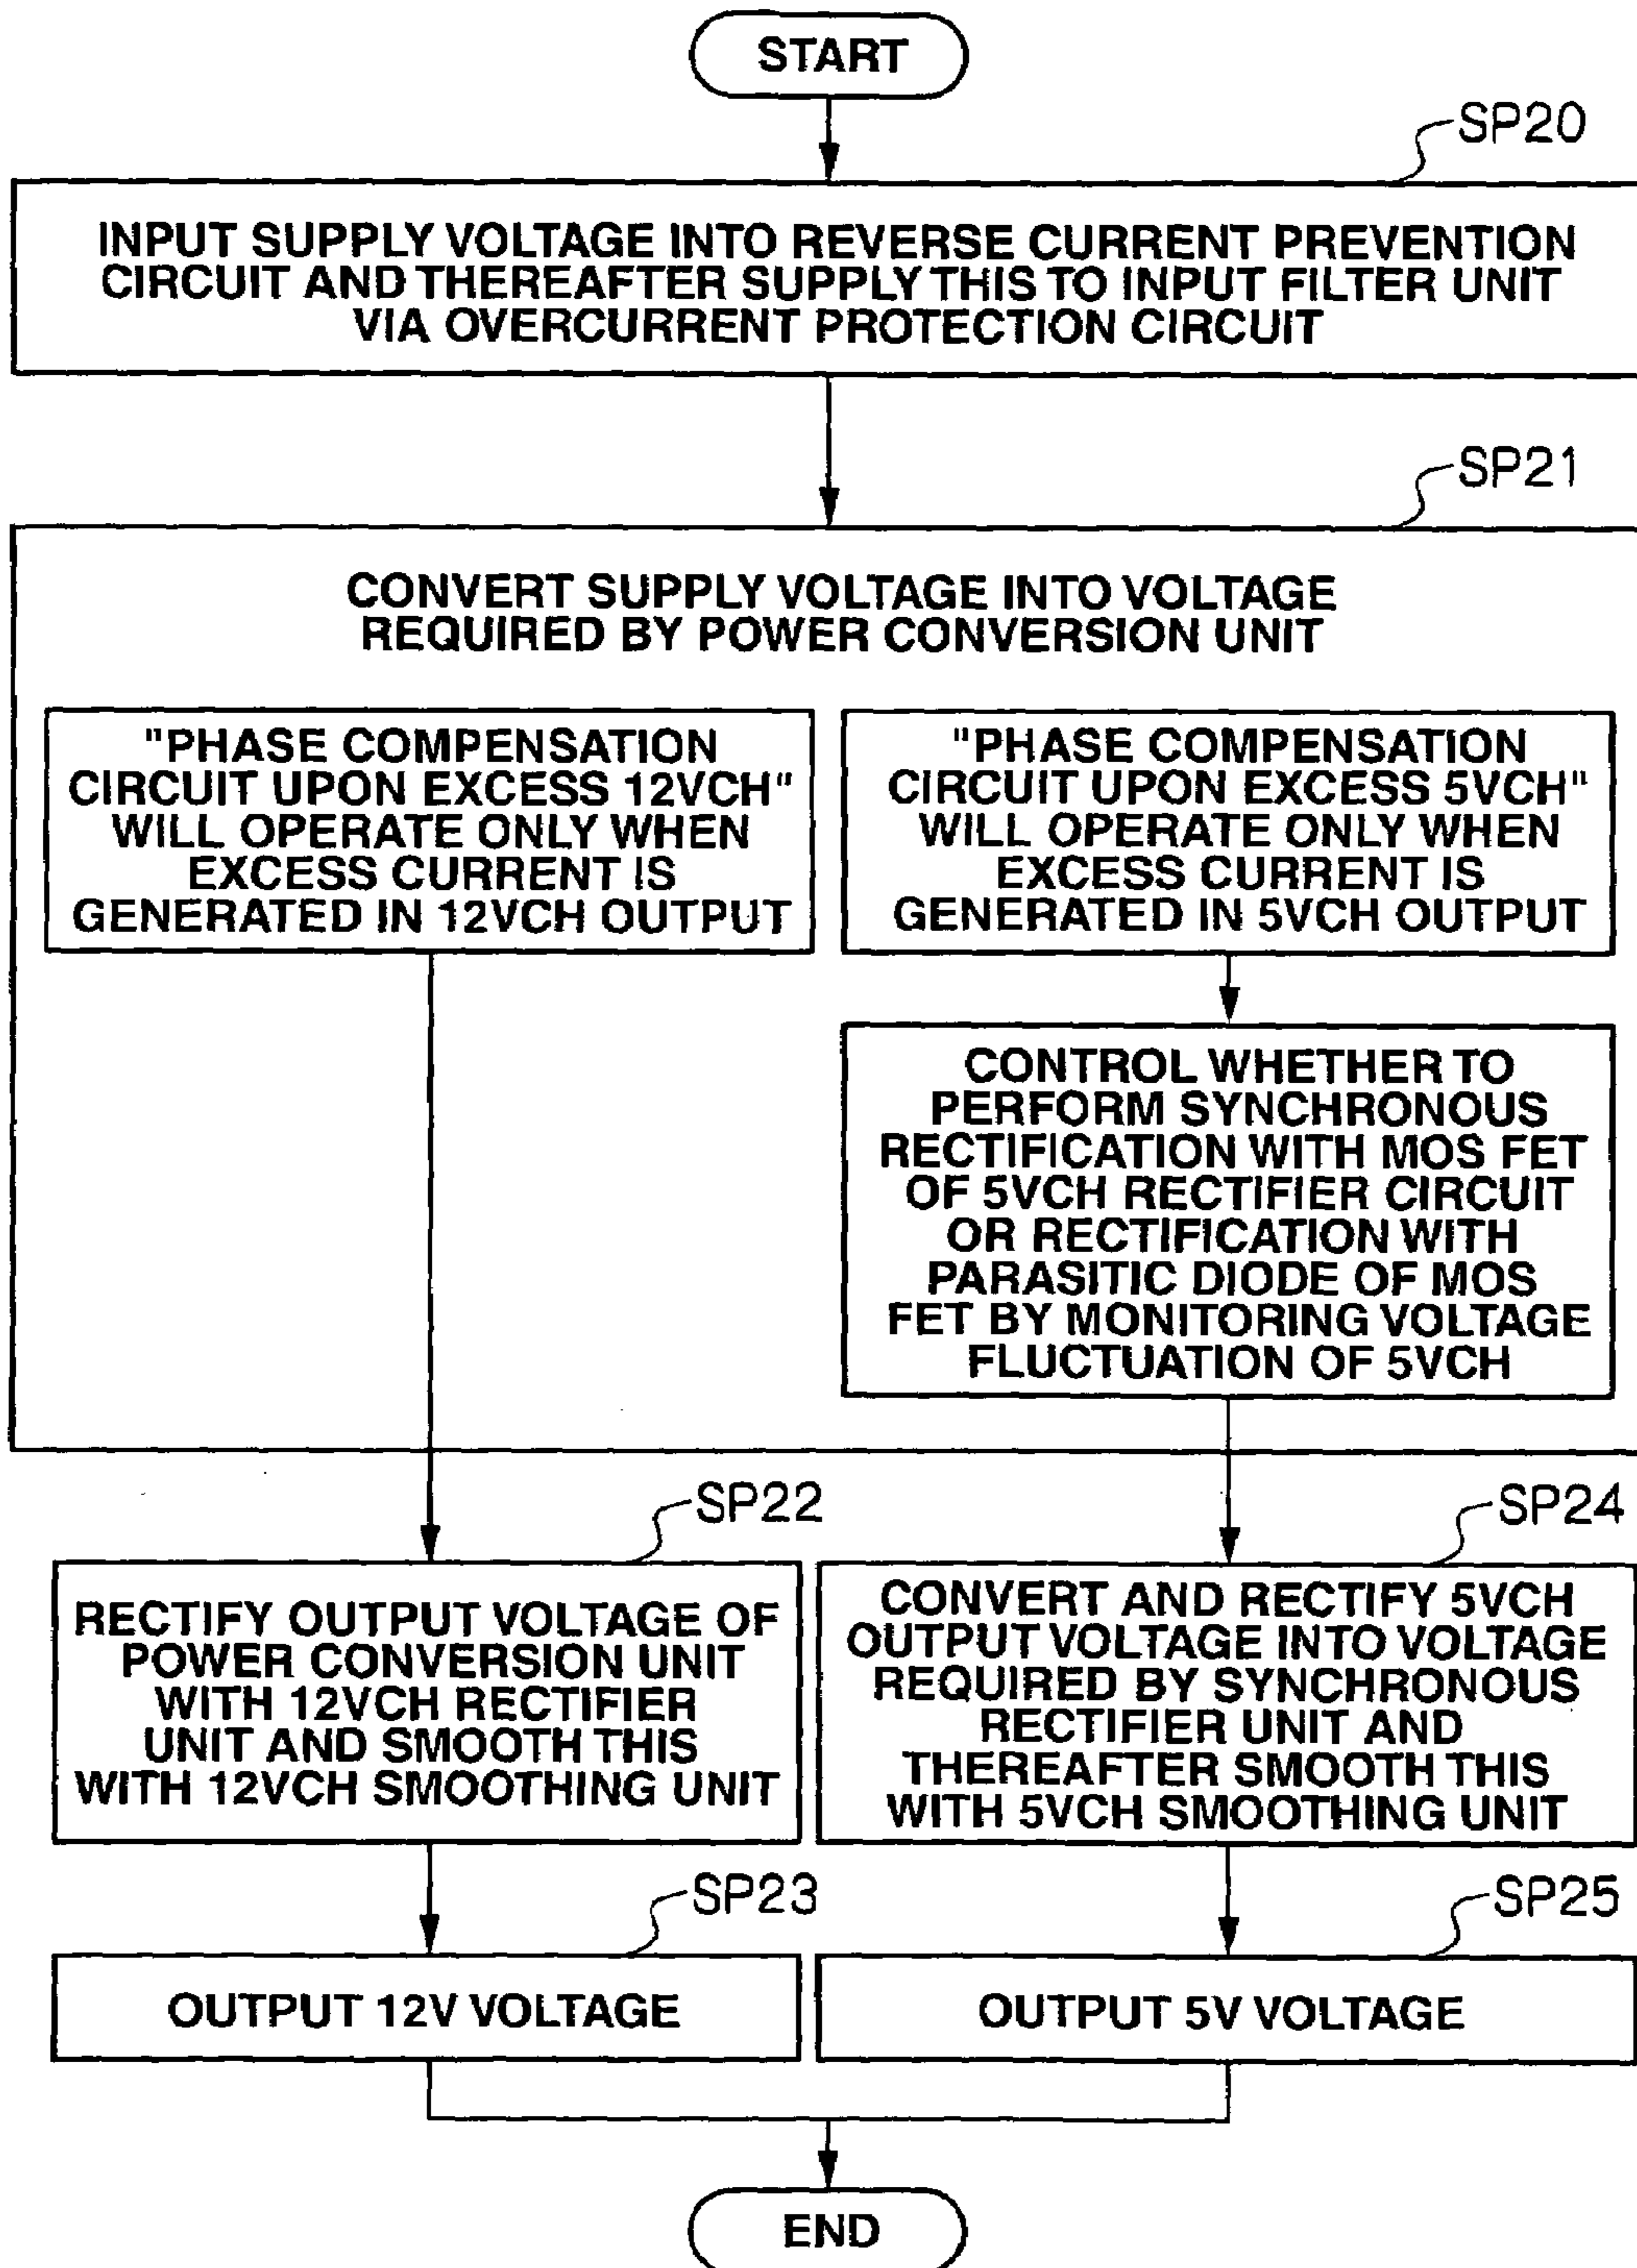 START
SP20
INPUT SUPPLY VOLTAGE INTO REVERSE CURRENT PREVENTION
CIRCUIT AND THEREAFTER SUPPLY THIS TO INPUT FILTER UNIT
VIA OVERCURRENT PROTECTION CIRCUIT
SP21
CONVERT SUPPLY VOLTAGE INTO VOLTAGE
REQUIRED BY POWER CONVERSION UNIT
"PHASE COMPENSATION
CIRCUIT UPON EXCESS 12VCH"
WILL OPERATE ONLY WHEN
EXCESS CURRENT IS
GENERATED IN 12VCH OUTPUT
"PHASE COMPENSATION
CIRCUIT UPON EXCESS 5VCH"
WILL OPERATE ONLY WHEN
EXCESS CURRENT IS
GENERATED IN 5VCH OUTPUT
CONTROL WHETHER TO
PERFORM SYNCHRONOUS
RECTIFICATION WITH MOS FET
OF 5VCH RECTIFIER CIRCUIT
OR RECTIFICATION WITH
PARASITIC DIODE OF MOS
FET BY MONITORING VOLTAGE
FLUCTUATION OF 5VCH
SP22
RECTIFY OUTPUT VOLTAGE OF
POWER CONVERSION UNIT
WITH 12VCH RECTIFIER
UNIT AND SMOOTH THIS
WITH 12VCH SMOOTHING UNIT
SP24
CONVERT AND RECTIFY 5VCH
OUTPUT VOLTAGE INTO VOLTAGE
REQUIRED BY SYNCHRONOUS
RECTIFIER UNIT AND
THEREAFTER SMOOTH THIS
WITH 5VCH SMOOTHING UNIT
SP23
OUTPUT 12V VOLTAGE
SP25
OUTPUT 5V VOLTAGE
END